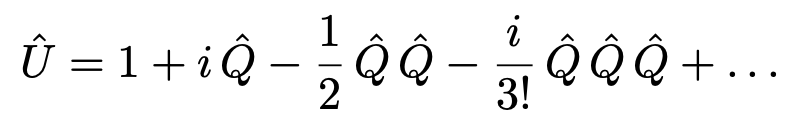 Û = 1 + i Q̂ − 1/2 Q̂ Q̂ − i/3! Q̂ Q̂ Q̂ + ...